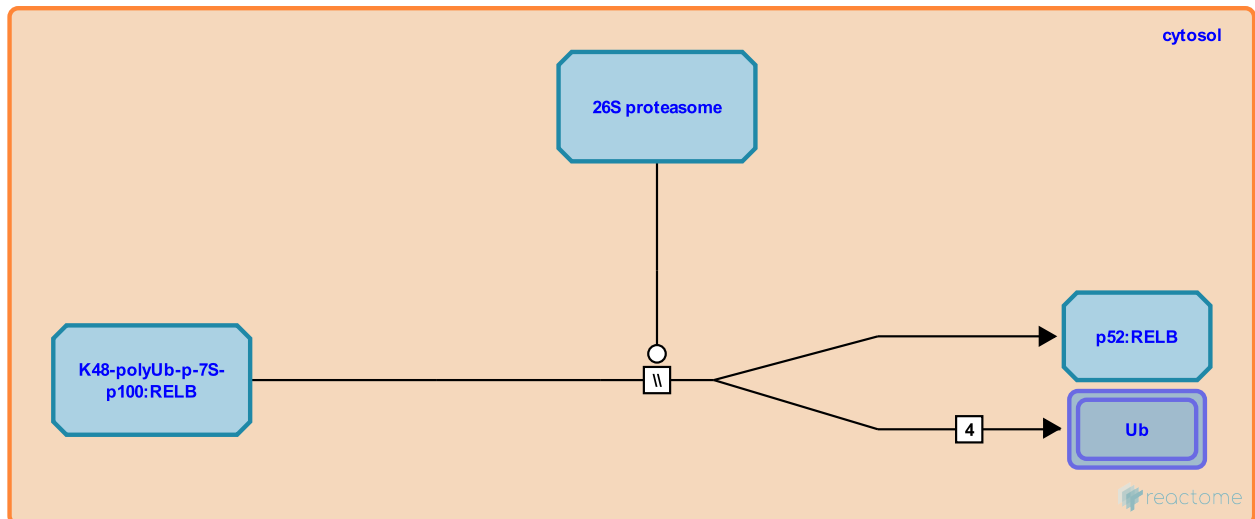 cytosol
26S proteasome
K48-polyUb-p-7S-
p100:RELB
\\
p52:RELB
4
Ub
reactome